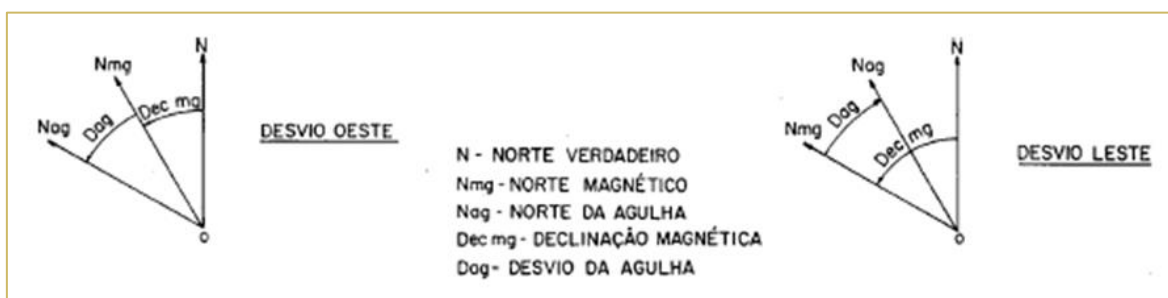 N
Nmg
Dec mg
Dag
Nag
O
DESVIO OESTE
N - NORTE VERDADEIRO
Nmg - NORTE MAGNÉTICO
Nag - NORTE DA AGULHA
Dec mg - DECLINAÇÃO MAGNÉTICA
Dag - DESVIO DA AGULHA
N
Nag
Dag
Nmg
Dec mg
O
DESVIO LESTE